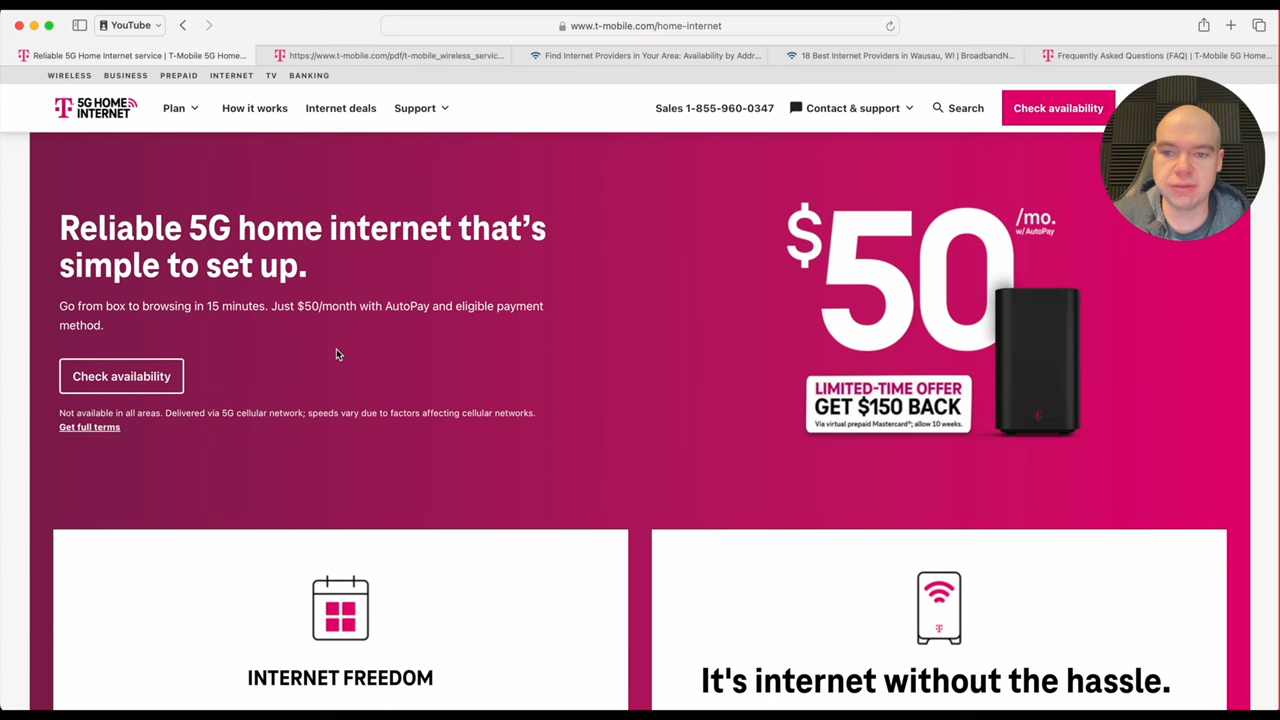 YouTube
www.t-mobile.com/home-internet
Reliable 5G Home Internet service | T-Mobile 5G Home...
https://www.t-mobile.com/pdf/t-mobile_wireless_servic...
Find Internet Providers in Your Area: Availability by Addr...
18 Best Internet Providers in Wausau, WI | BroadbandN...
Frequently Asked Questions (FAQ) | T-Mobile 5G Home...
WIRELESS BUSINESS PREPAID INTERNET TV BANKING
T 5G HOME
INTERNET
Plan How it works Internet deals Support Sales 1-855-960-0347 Contact & support Search Check availability
Reliable 5G home internet that's
simple to set up.
Go from box to browsing in 15 minutes. Just $50/month with AutoPay and eligible payment
method.
Check availability
Not available in all areas. Delivered via 5G cellular network; speeds vary due to factors affecting cellular networks.
Get full terms
$50 /mo.
w/AutoPay
LIMITED-TIME OFFER
GET $150 BACK
Via virtual prepaid Mastercard®; allow 10 weeks.
T
T
INTERNET FREEDOM
It's internet without the hassle.